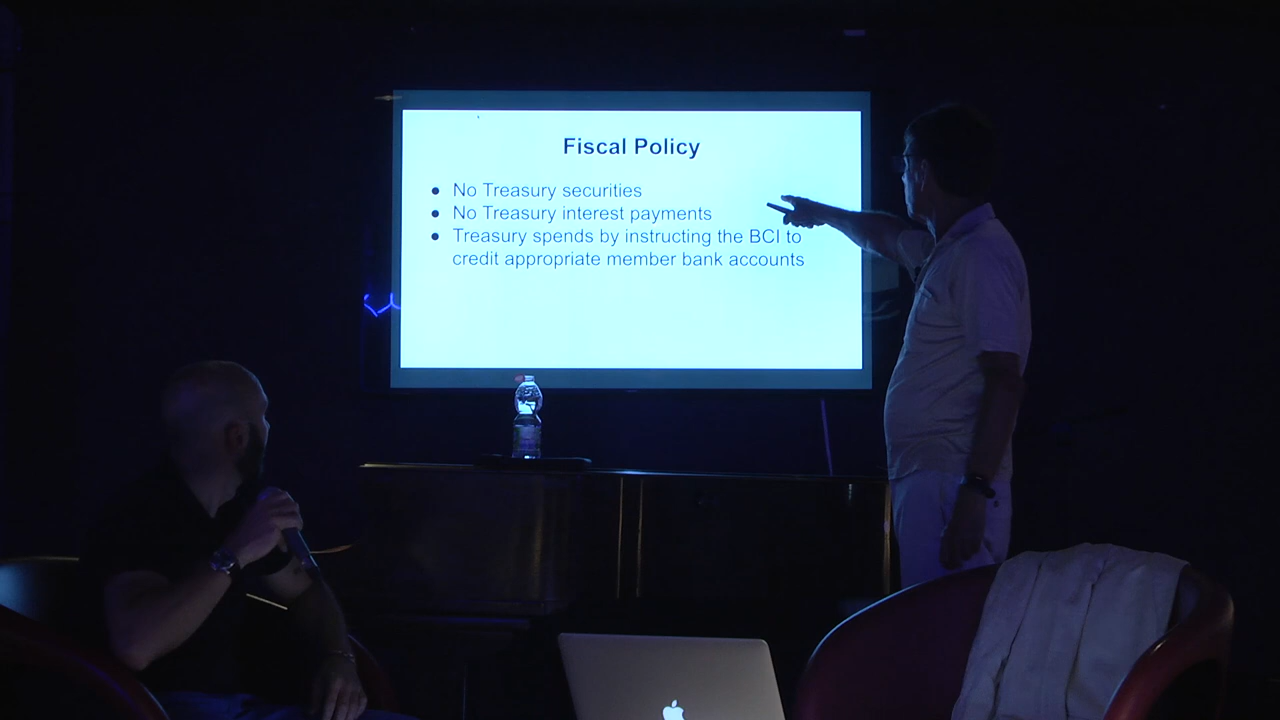 Fiscal Policy
● No Treasury securities
● No Treasury interest payments
● Treasury spends by instructing the BCI to
credit appropriate member bank accounts